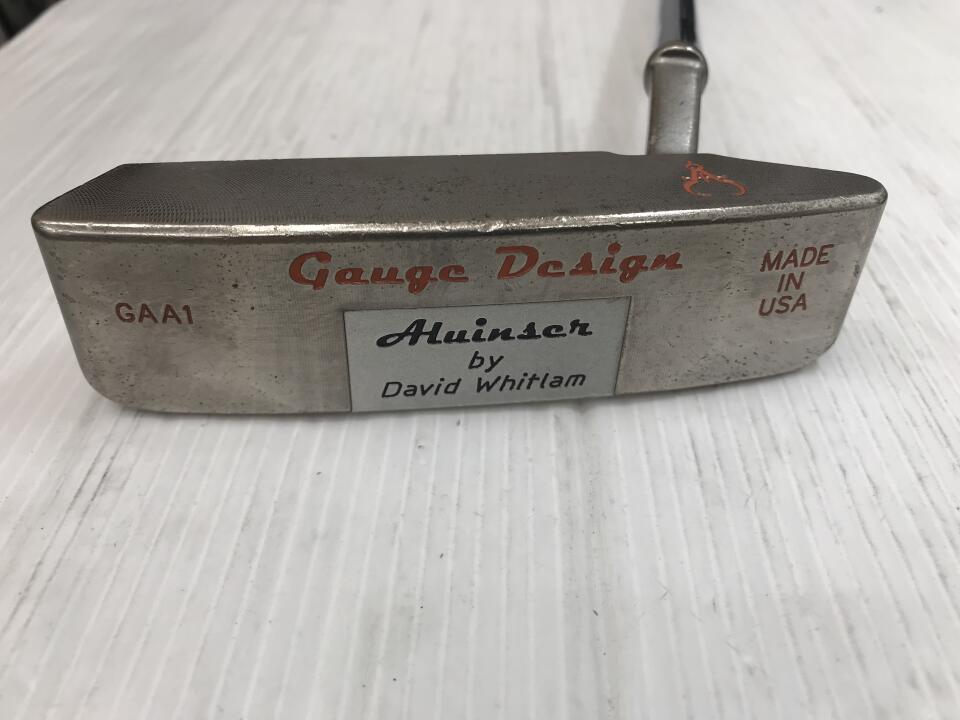 Gauge Design
GAA1
MADE
IN
USA
Aluinser
by
David Whitlam